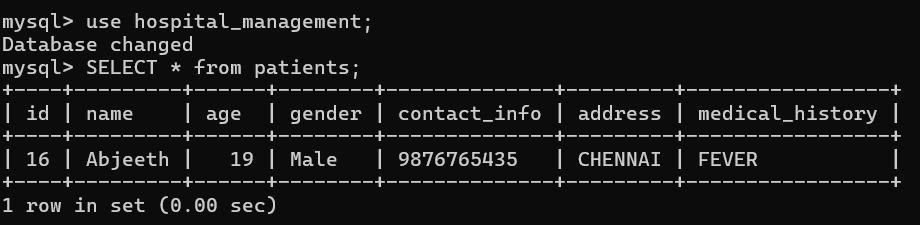 mysql> use hospital_management;
Database changed
mysql> SELECT * from patients;
+----+---------+------+--------+--------------+---------+-----------------+
| id | name    | age  | gender | contact_info | address | medical_history |
+----+---------+------+--------+--------------+---------+-----------------+
| 16 | Abjeeth |   19 | Male   | 9876765435   | CHENNAI | FEVER           |
+----+---------+------+--------+--------------+---------+-----------------+
1 row in set (0.00 sec)